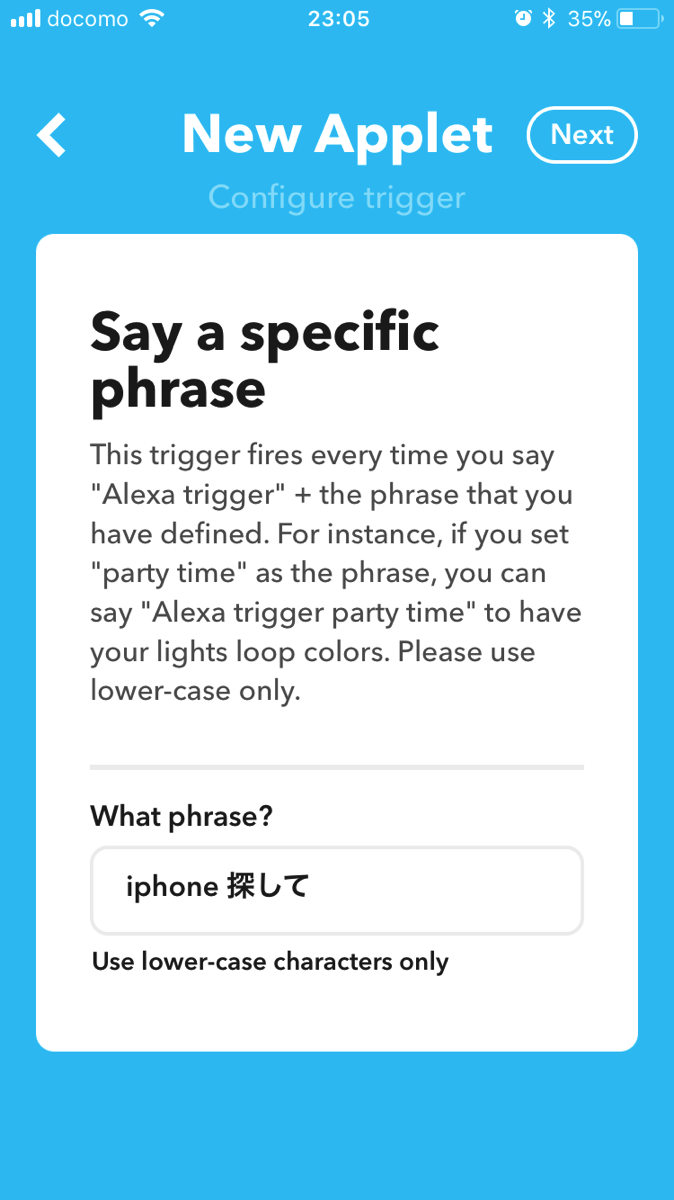 docomo 23:05 35%
New Applet Next
Configure trigger
Say a specific
phrase
This trigger fires every time you say
"Alexa trigger" + the phrase that you
have defined. For instance, if you set
"party time" as the phrase, you can
say "Alexa trigger party time" to have
your lights loop colors. Please use
lower-case only.
What phrase?
iphone 探して
Use lower-case characters only